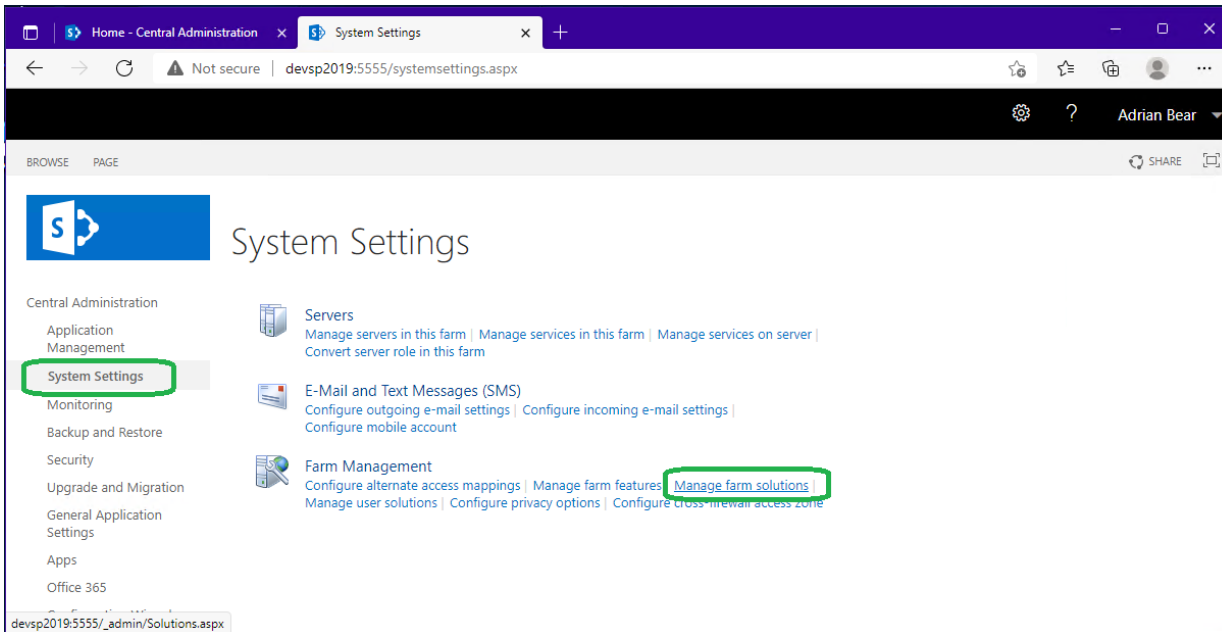 Home - Central Administration
System Settings
Not secure | devsp2019:5555/systemsettings.aspx
? Adrian Bear
BROWSE PAGE
SHARE
S
System Settings
Central Administration
Application
Management
System Settings
Monitoring
Backup and Restore
Security
Upgrade and Migration
General Application
Settings
Apps
Office 365
Servers
Manage servers in this farm | Manage services in this farm | Manage services on server |
Convert server role in this farm
E-Mail and Text Messages (SMS)
Configure outgoing e-mail settings | Configure incoming e-mail settings |
Configure mobile account
Farm Management
Configure alternate access mappings | Manage farm features | Manage farm solutions |
Manage user solutions | Configure privacy options | Configure cross-firewall access zone
devsp2019:5555/_admin/Solutions.aspx